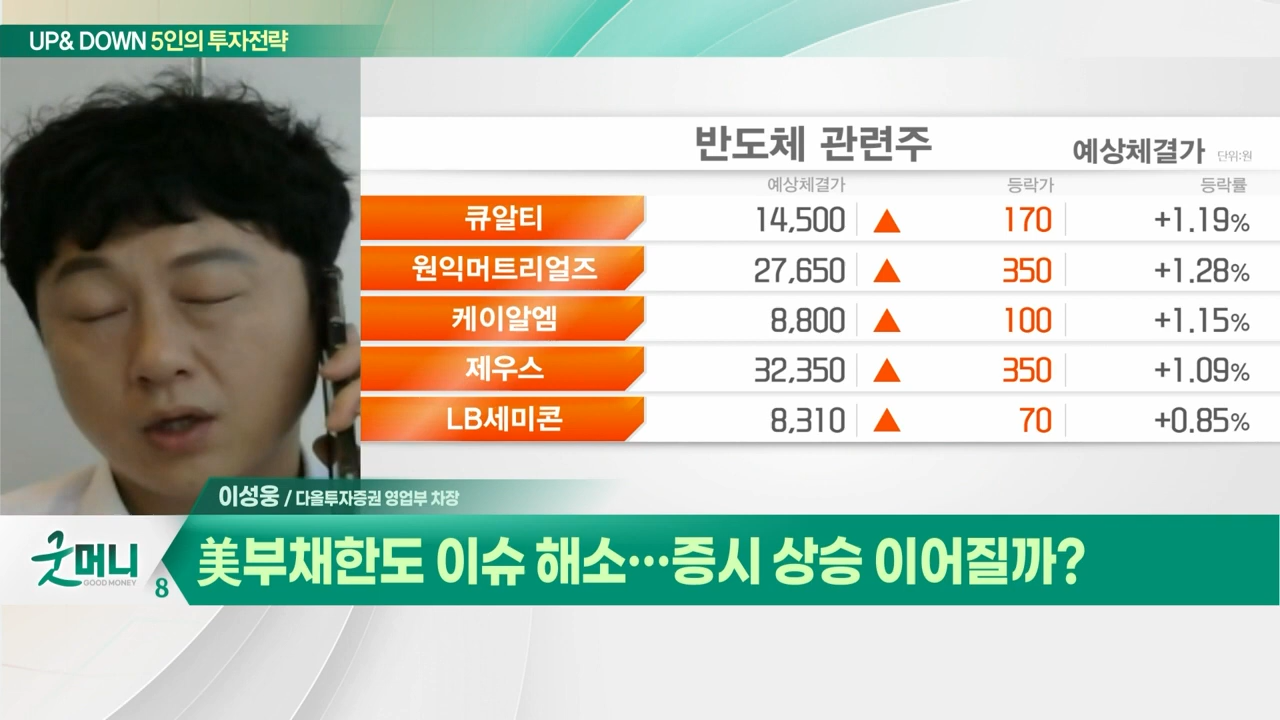 UP& DOWN 5인의 투자전략
반도체 관련주 예상체결가 단위:원
예상체결가 등락가 등락률
큐알티 14,500 ▲ 170 +1.19%
원익머트리얼즈 27,650 ▲ 350 +1.28%
케이알엠 8,800 ▲ 100 +1.15%
제우스 32,350 ▲ 350 +1.09%
LB세미콘 8,310 ▲ 70 +0.85%
이성웅 / 다올투자증권 영업부 차장
굿머니
GOOD MONEY
8
美부채한도 이슈 해소…증시 상승 이어질까?